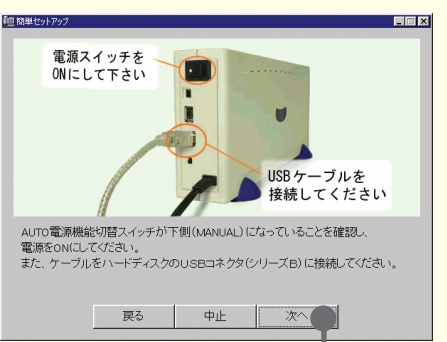 簡単セットアップ
電源スイッチを
ONにして下さい
USBケーブルを
接続してください
AUTO電源機能切替スイッチが下側(MANUAL)になっていることを確認し、
電源をONにしてください。
また、ケーブルをハードディスクのUSBコネクタ(シリーズB)に接続してください。
戻る
中止
次へ